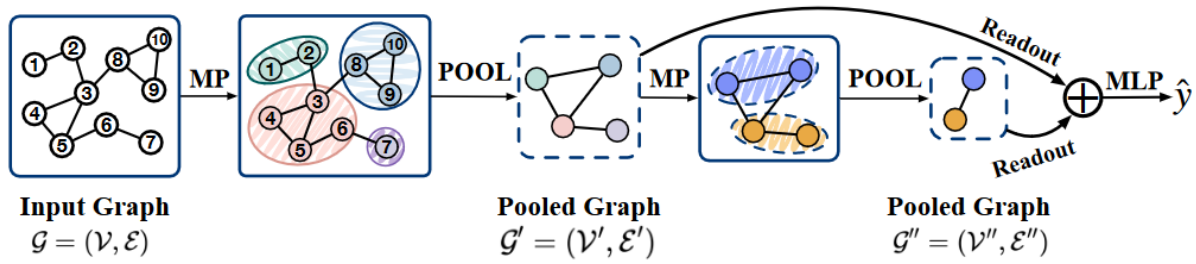 1 2 3 4 5 6 7 8 9 10
MP
1 2 3 4 5 6 7 8 9 10
POOL
MP
POOL
Readout
Readout
MLP
ŷ
Input Graph
𝒢 = (𝒱, ℰ)
Pooled Graph
𝒢′ = (𝒱′, ℰ′)
Pooled Graph
𝒢″ = (𝒱″, ℰ″)